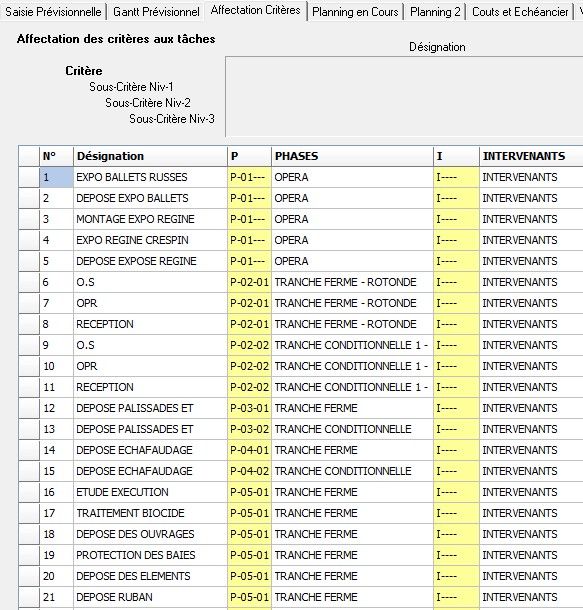 Saisie Prévisionnelle Gantt Prévisionnel Affectation Critères Planning en Cours Planning 2 Couts et Echéancier
Affectation des critères aux tâches
Désignation
Critère
Sous-Critère Niv-1
Sous-Critère Niv-2
Sous-Critère Niv-3
N° Désignation P PHASES I INTERVENANTS
1 EXPO BALLETS RUSSES P-01--- OPERA I---- INTERVENANTS
2 DEPOSE EXPO BALLETS P-01--- OPERA I---- INTERVENANTS
3 MONTAGE EXPO REGINE P-01--- OPERA I---- INTERVENANTS
4 EXPO REGINE CRESPIN P-01--- OPERA I---- INTERVENANTS
5 DEPOSE EXPOSE REGINE P-01--- OPERA I---- INTERVENANTS
6 O.S P-02-01 TRANCHE FERME - ROTONDE I---- INTERVENANTS
7 OPR P-02-01 TRANCHE FERME - ROTONDE I---- INTERVENANTS
8 RECEPTION P-02-01 TRANCHE FERME - ROTONDE I---- INTERVENANTS
9 O.S P-02-02 TRANCHE CONDITIONNELLE 1 - I---- INTERVENANTS
10 OPR P-02-02 TRANCHE CONDITIONNELLE 1 - I---- INTERVENANTS
11 RECEPTION P-02-02 TRANCHE CONDITIONNELLE 1 - I---- INTERVENANTS
12 DEPOSE PALISSADES ET P-03-01 TRANCHE FERME I---- INTERVENANTS
13 DEPOSE PALISSADES ET P-03-02 TRANCHE CONDITIONNELLE I---- INTERVENANTS
14 DEPOSE ECHAFAUDAGE P-04-01 TRANCHE FERME I---- INTERVENANTS
15 DEPOSE ECHAFAUDAGE P-04-02 TRANCHE CONDITIONNELLE I---- INTERVENANTS
16 ETUDE EXECUTION P-05-01 TRANCHE FERME I---- INTERVENANTS
17 TRAITEMENT BIOCIDE P-05-01 TRANCHE FERME I---- INTERVENANTS
18 DEPOSE DES OUVRAGES P-05-01 TRANCHE FERME I---- INTERVENANTS
19 PROTECTION DES BAIES P-05-01 TRANCHE FERME I---- INTERVENANTS
20 DEPOSE DES ELEMENTS P-05-01 TRANCHE FERME I---- INTERVENANTS
21 DEPOSE RUBAN P-05-01 TRANCHE FERME I---- INTERVENANTS